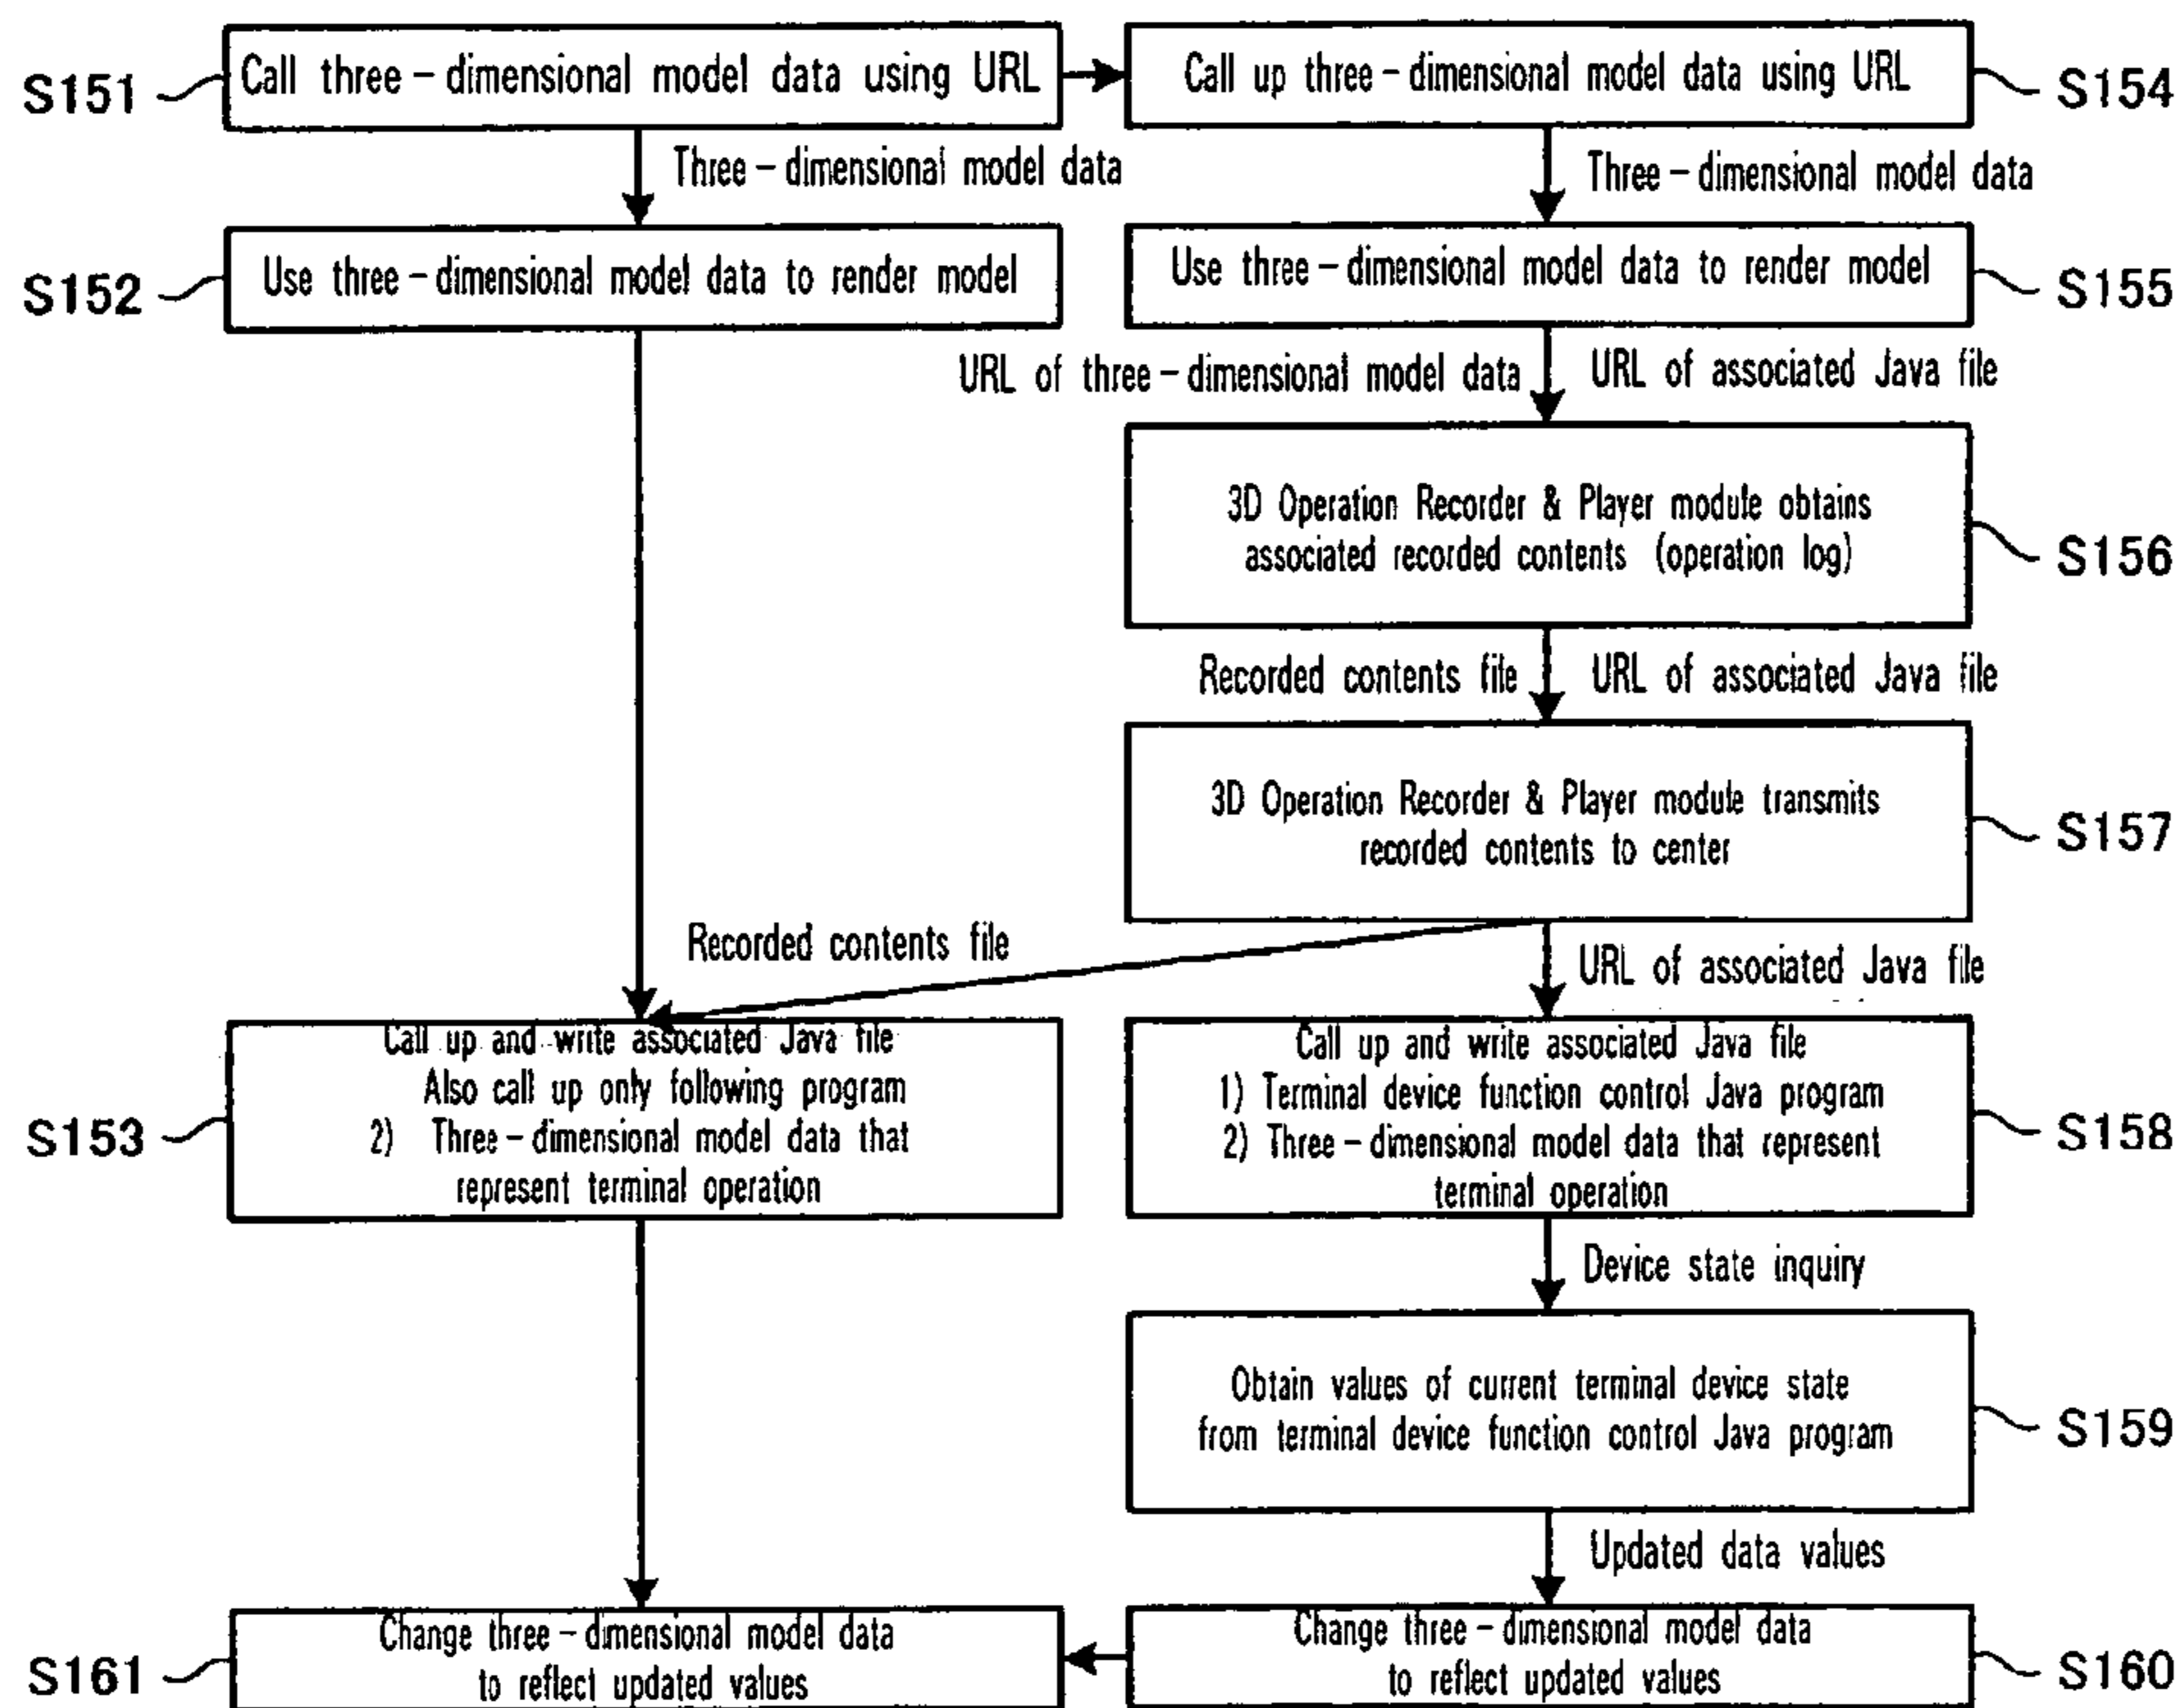 S151
Call three-dimensional model data using URL
Call up three-dimensional model data using URL
S154
Three-dimensional model data
Three-dimensional model data
S152
Use three-dimensional model data to render model
Use three-dimensional model data to render model
S155
URL of three-dimensional model data
URL of associated Java file
3D Operation Recorder & Player module obtains
associated recorded contents (operation log)
S156
Recorded contents file
URL of associated Java file
3D Operation Recorder & Player module transmits
recorded contents to center
S157
Recorded contents file
URL of associated Java file
S153
Call up and write associated Java file
Also call up only following program
2) Three-dimensional model data that
represent terminal operation
Call up and write associated Java file
1) Terminal device function control Java program
2) Three-dimensional model data that represent
terminal operation
S158
Device state inquiry
Obtain values of current terminal device state
from terminal device function control Java program
S159
Updated data values
S161
Change three-dimensional model data
to reflect updated values
Change three-dimensional model data
to reflect updated values
S160